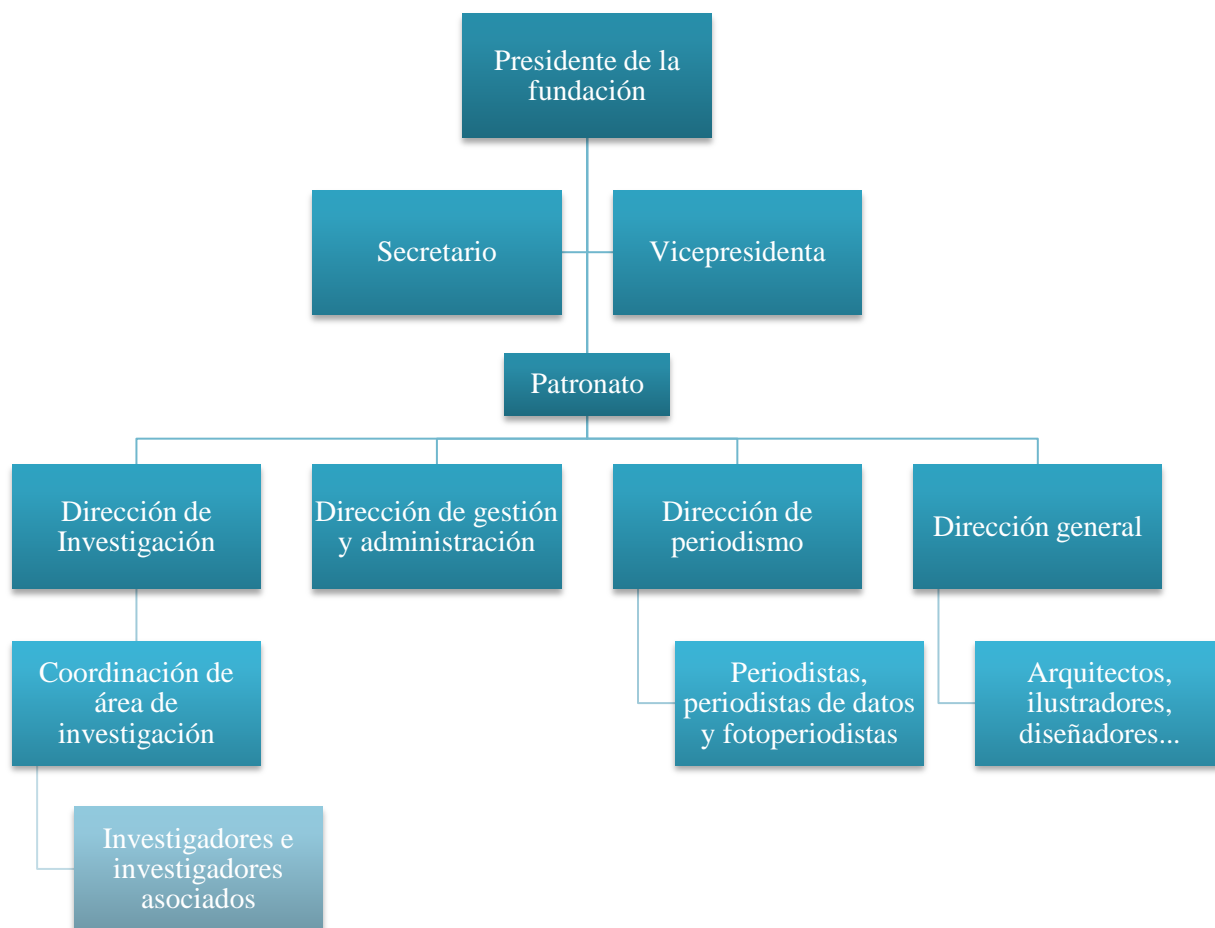 Presidente de la
fundación
Secretario
Vicepresidenta
Patronato
Dirección de
Investigación
Dirección de gestión
y administración
Dirección de
periodismo
Dirección general
Coordinación de
área de
investigación
Periodistas,
periodistas de datos
y fotoperiodistas
Arquitectos,
ilustradores,
diseñadores...
Investigadores e
investigadores
asociados